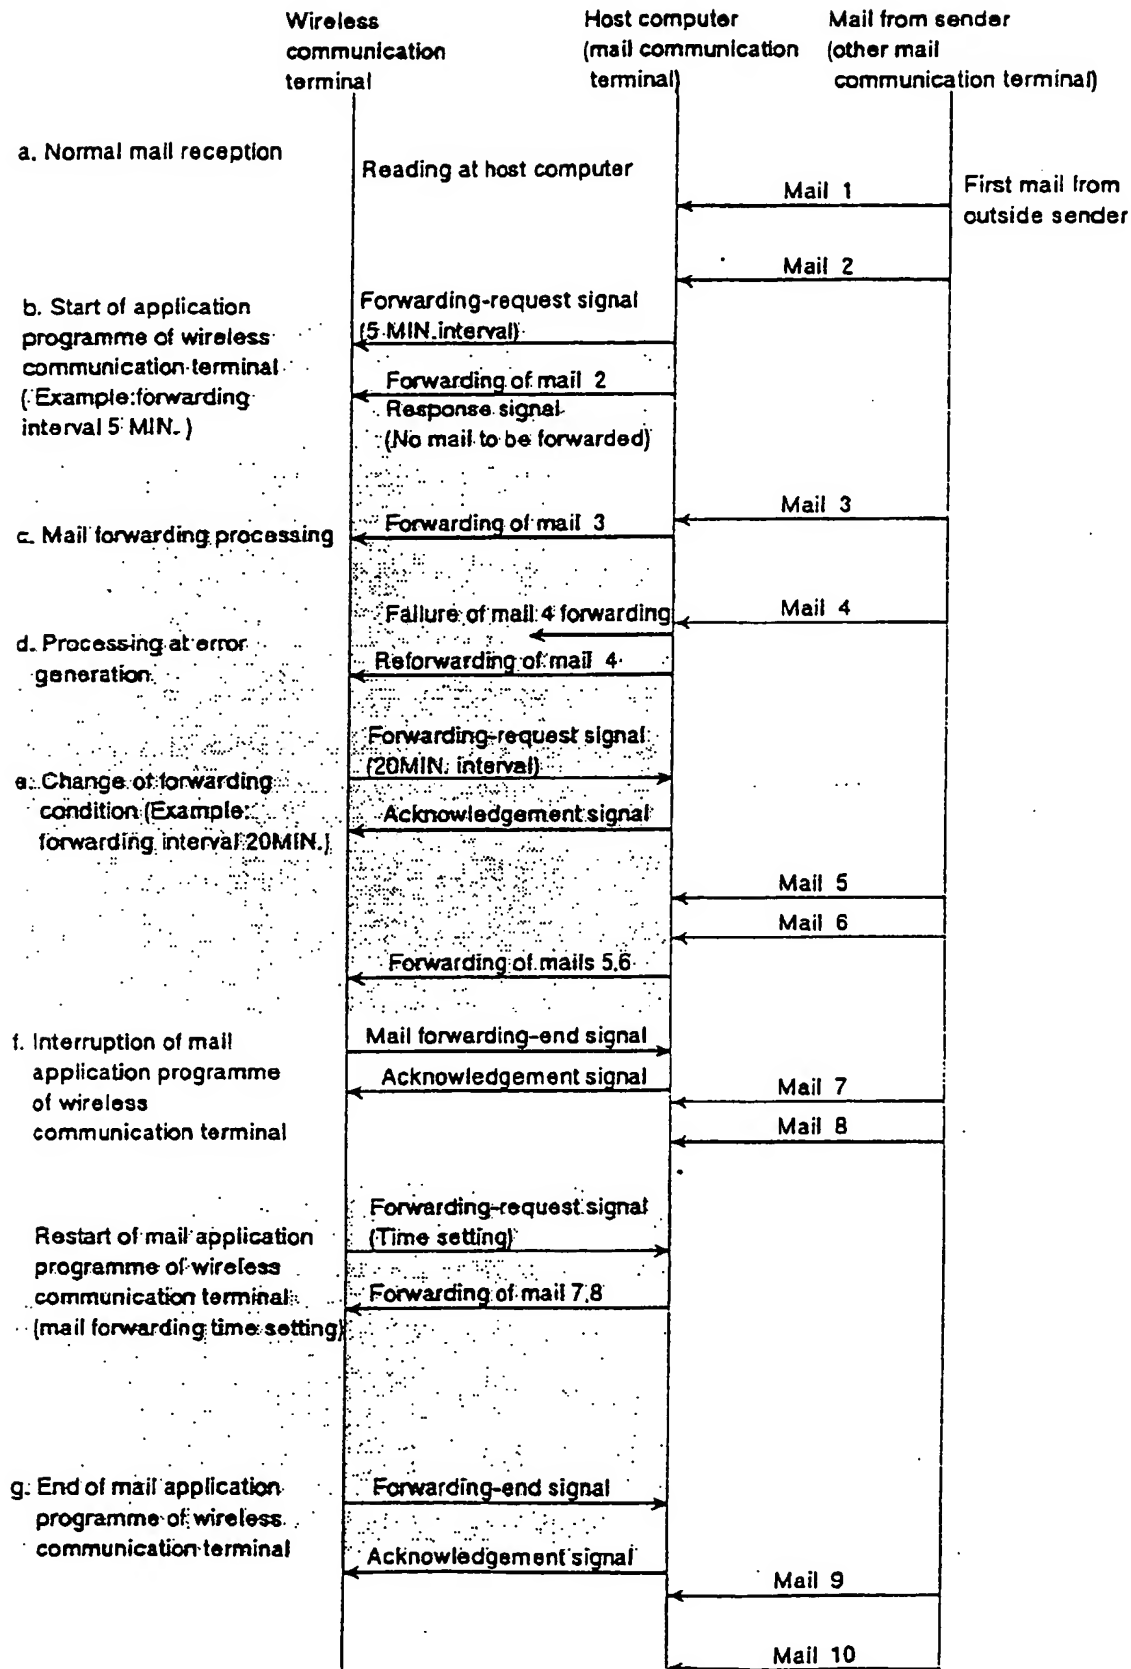 Wireless
communication
terminal
Host computer
(mail communication
terminal)
Mail from sender
(other mail
communication terminal)
a. Normal mail reception
Reading at host computer
Mail 1
First mail from
outside sender
Mail 2
b. Start of application
programme of wireless
communication terminal
( Example:forwarding
interval 5 MIN. )
Forwarding-request signal
(5 MIN.interval)
Forwarding of mail 2
Response signal
(No mail to be forwarded)
Mail 3
c. Mail forwarding processing
Forwarding of mail 3
Failure of mail 4 forwarding
Mail 4
d. Processing at error
generation
Reforwarding of mail 4
Forwarding-request signal
(20MIN. interval)
e. Change of forwarding
condition (Example:
forwarding interval 20MIN.)
Acknowledgement signal
Mail 5
Mail 6
Forwarding of mails 5,6
f. Interruption of mail
application programme
of wireless
communication terminal
Mail forwarding-end signal
Acknowledgement signal
Mail 7
Mail 8
Forwarding-request signal
(Time setting)
Restart of mail application
programme of wireless
communication terminal
(mail forwarding time setting)
Forwarding of mail 7,8
g. End of mail application
programme of wireless
communication terminal
Forwarding-end signal
Acknowledgement signal
Mail 9
Mail 10